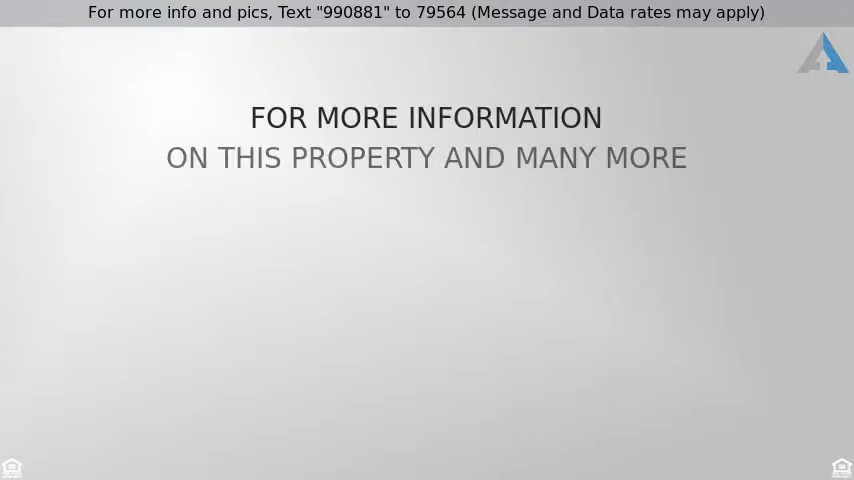 For more info and pics, Text "990881" to 79564 (Message and Data rates may apply)
FOR MORE INFORMATION
ON THIS PROPERTY AND MANY MORE